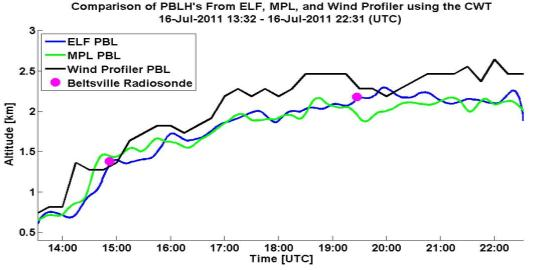 Comparison of PBLH's From ELF, MPL, and Wind Profiler using the CWT
16-Jul-2011 13:32 - 16-Jul-2011 22:31 (UTC)
3
2.5
2
1.5
1
0.5
Altitude [km]
ELF PBL
MPL PBL
Wind Profiler PBL
Beltsville Radiosonde
14:00 15:00 16:00 17:00 18:00 19:00 20:00 21:00 22:00
Time [UTC]